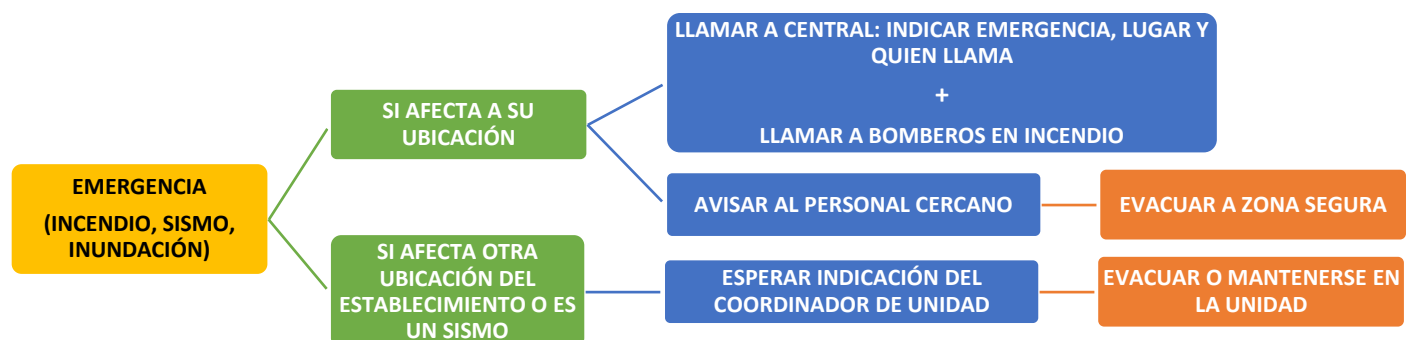 EMERGENCIA
(INCENDIO, SISMO,
INUNDACIÓN)
SI AFECTA A SU
UBICACIÓN
LLAMAR A CENTRAL: INDICAR EMERGENCIA, LUGAR Y
QUIEN LLAMA
+
LLAMAR A BOMBEROS EN INCENDIO
AVISAR AL PERSONAL CERCANO
EVACUAR A ZONA SEGURA
SI AFECTA OTRA
UBICACIÓN DEL
ESTABLECIMIENTO O ES
UN SISMO
ESPERAR INDICACIÓN DEL
COORDINADOR DE UNIDAD
EVACUAR O MANTENERSE EN
LA UNIDAD